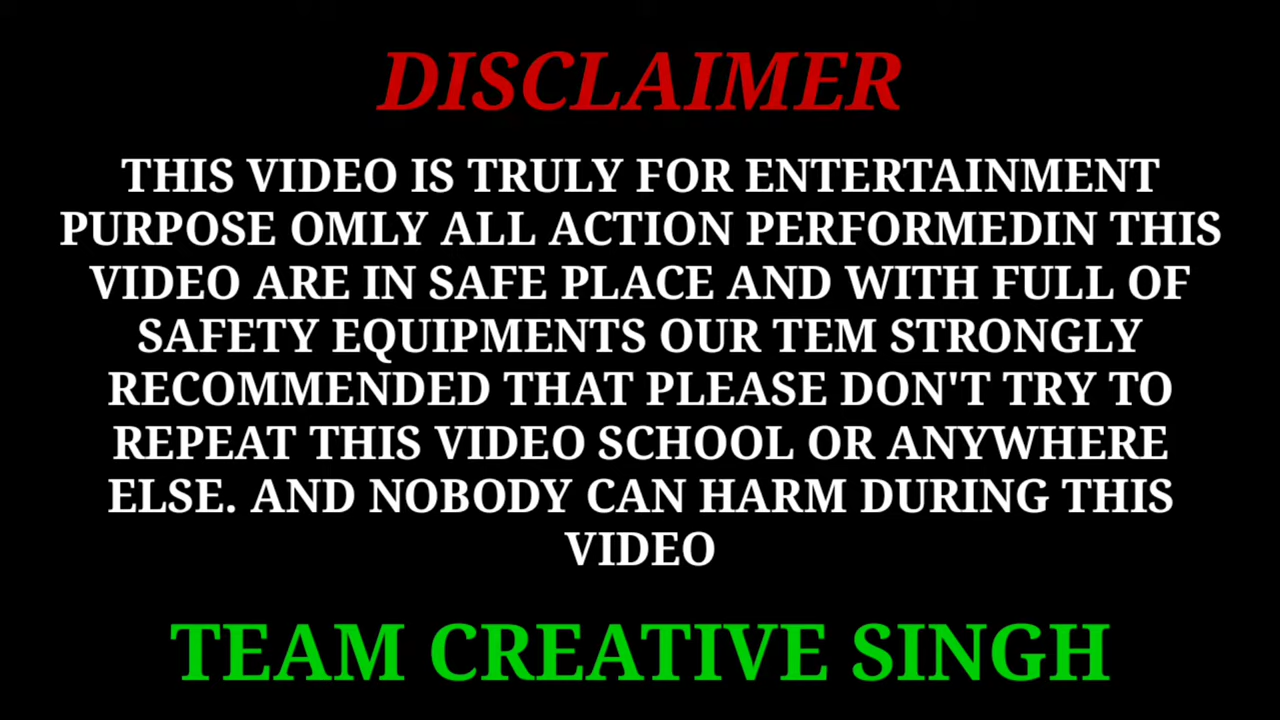 DISCLAIMER
THIS VIDEO IS TRULY FOR ENTERTAINMENT
PURPOSE OMLY ALL ACTION PERFORMEDIN THIS
VIDEO ARE IN SAFE PLACE AND WITH FULL OF
SAFETY EQUIPMENTS OUR TEM STRONGLY
RECOMMENDED THAT PLEASE DON'T TRY TO
REPEAT THIS VIDEO SCHOOL OR ANYWHERE
ELSE. AND NOBODY CAN HARM DURING THIS
VIDEO
TEAM CREATIVE SINGH